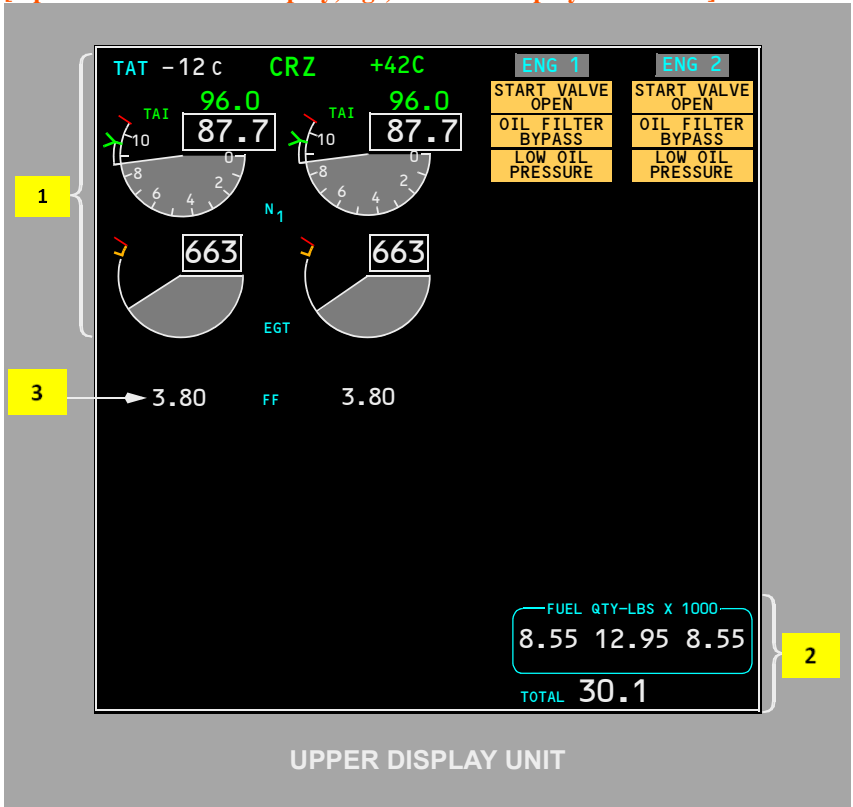 TAT -12 C CRZ +42C ENG 1 ENG 2
START VALVE OPEN START VALVE OPEN
OIL FILTER BYPASS OIL FILTER BYPASS
LOW OIL PRESSURE LOW OIL PRESSURE
TAI 96.0 TAI 96.0
87.7 87.7
10 8 6 4 2 0 10 8 6 4 2 0
1
N1
663 663
EGT
3 3.80 FF 3.80
FUEL QTY-LBS X 1000
8.55 12.95 8.55
2
TOTAL 30.1
UPPER DISPLAY UNIT